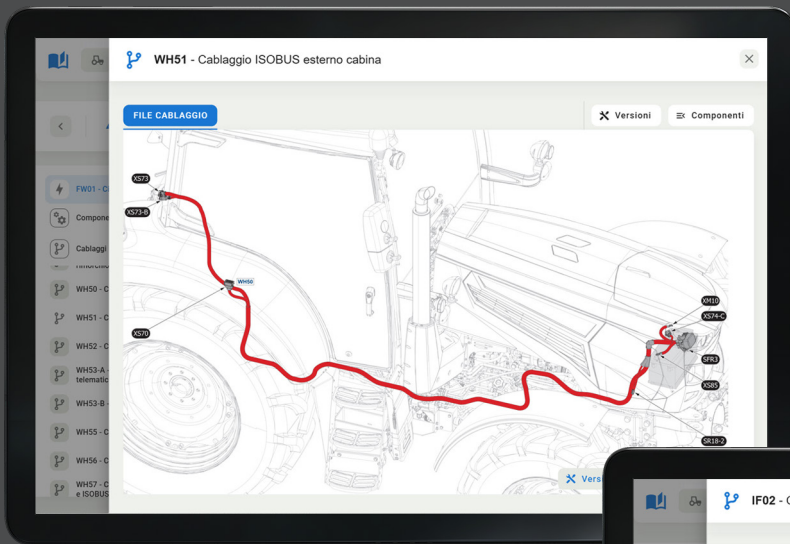 WH51 - Cablaggio ISOBUS esterno cabina
FILE CABLAGGIO
Versioni
Componenti
FW01 - C
Compone
Cablaggi
WH50 - C
WH51 - C
WH52 - C
WH53-A -
telematic
WH53-B -
WH55 - C
WH56 - C
WH57 - C
e ISOBUS
XS73
XS73-B
WH50
XS70
XM10
XS74-C
SFR3
XS85
SR18-2
Vers
IF02 - C